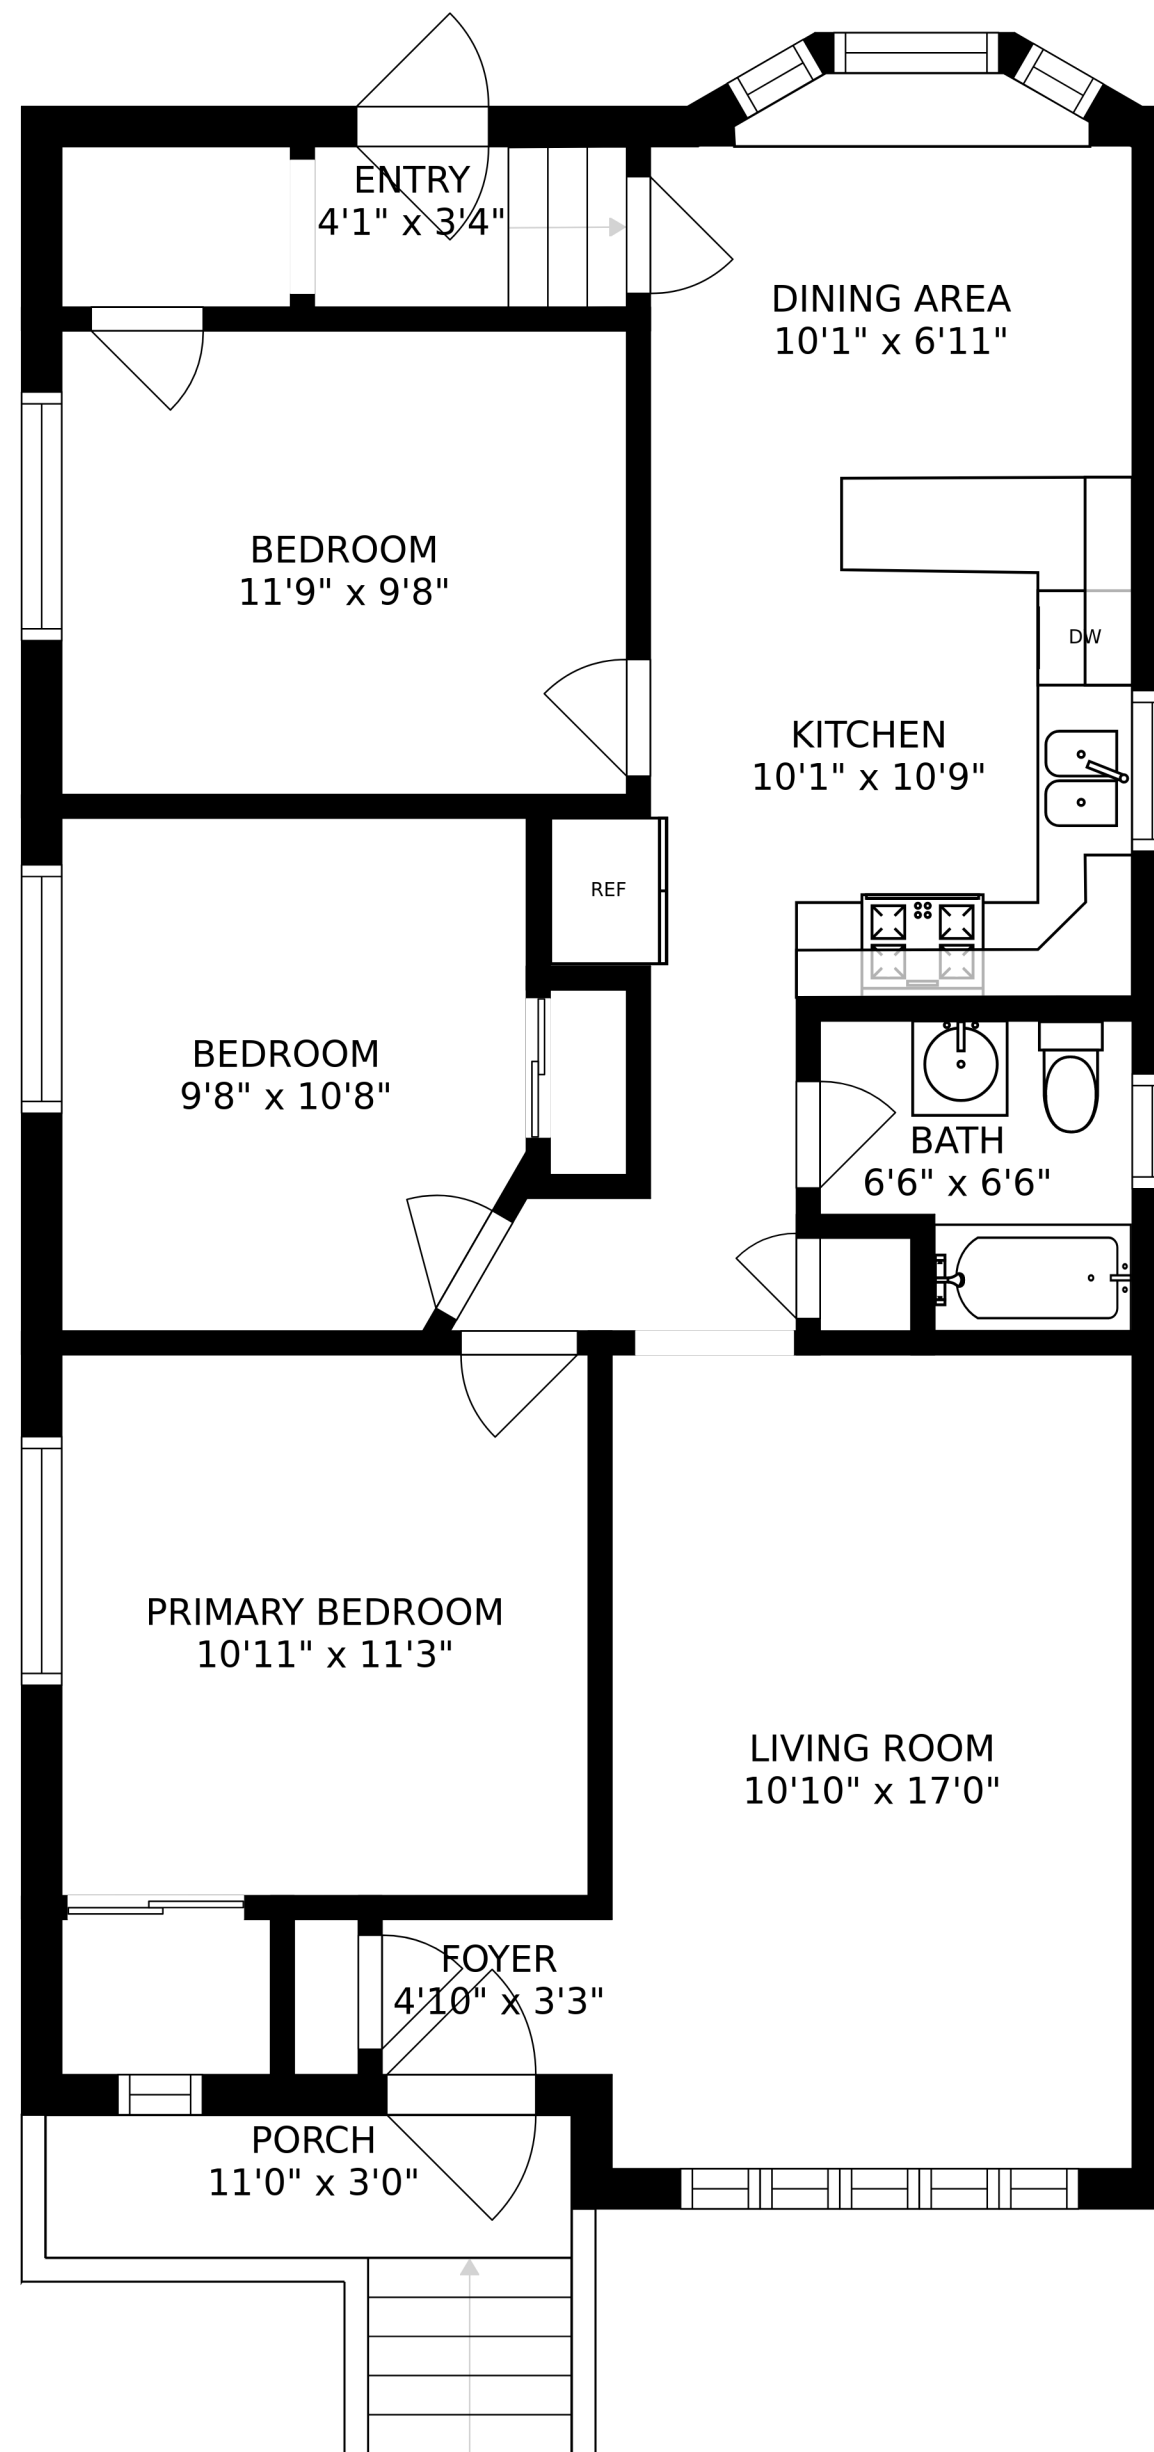 ENTRY
4'1" x 3'4"
DINING AREA
10'1" x 6'11"
BEDROOM
11'9" x 9'8"
DW
KITCHEN
10'1" x 10'9"
REF
BEDROOM
9'8" x 10'8"
BATH
6'6" x 6'6"
PRIMARY BEDROOM
10'11" x 11'3"
LIVING ROOM
10'10" x 17'0"
FOYER
4'10" x 3'3"
PORCH
11'0" x 3'0"